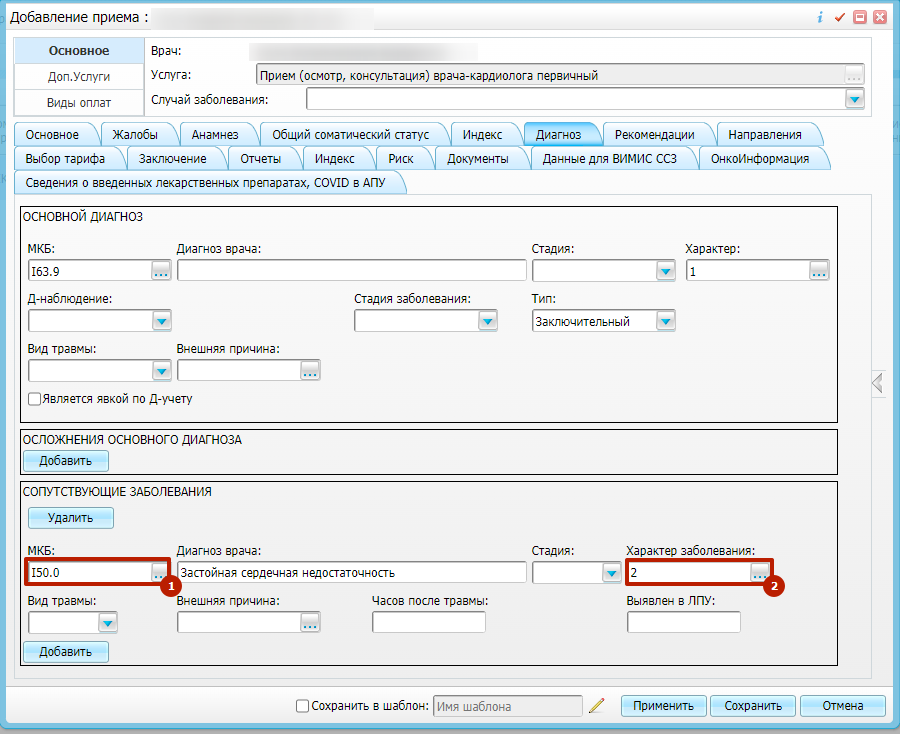 Добавление приема :
i
Основное
Доп.Услуги
Виды оплат
Врач:
Услуга: Прием (осмотр, консультация) врача-кардиолога первичный ...
Случай заболевания:
Основное Жалобы Анамнез Общий соматический статус Индекс Диагноз Рекомендации Направления
Выбор тарифа Заключение Отчеты Индекс Риск Документы Данные для ВИМИС ССЗ ОнкоИнформация
Сведения о введенных лекарственных препаратах, COVID в АПУ
ОСНОВНОЙ ДИАГНОЗ
МКБ: Диагноз врача: Стадия: Характер:
I63.9 ... 1 ...
Д-наблюдение: Стадия заболевания: Тип:
Заключительный
Вид травмы: Внешняя причина:
...
Является явкой по Д-учету
ОСЛОЖНЕНИЯ ОСНОВНОГО ДИАГНОЗА
Добавить
СОПУТСТВУЮЩИЕ ЗАБОЛЕВАНИЯ
Удалить
МКБ: Диагноз врача: Стадия: Характер заболевания:
I50.0 ... 1 Застойная сердечная недостаточность 2 ... 2
Вид травмы: Внешняя причина: Часов после травмы: Выявлен в ЛПУ:
...
Добавить
Сохранить в шаблон: Имя шаблона Применить Сохранить Отмена